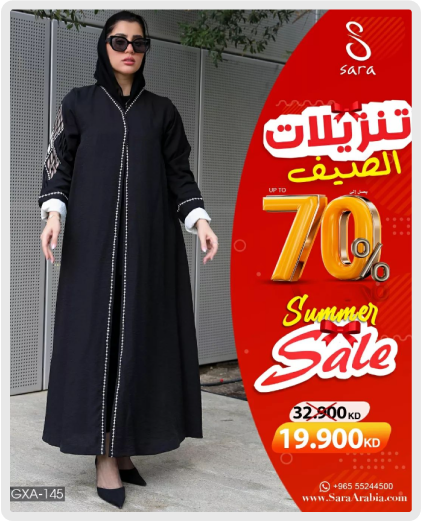 sara
تنزيلات
الصيف
UP TO يصل إلى
70%
Summer
Sale
32.900 KD
19.900 KD
+965 55244500
www.SaraArabia.com
GXA-145